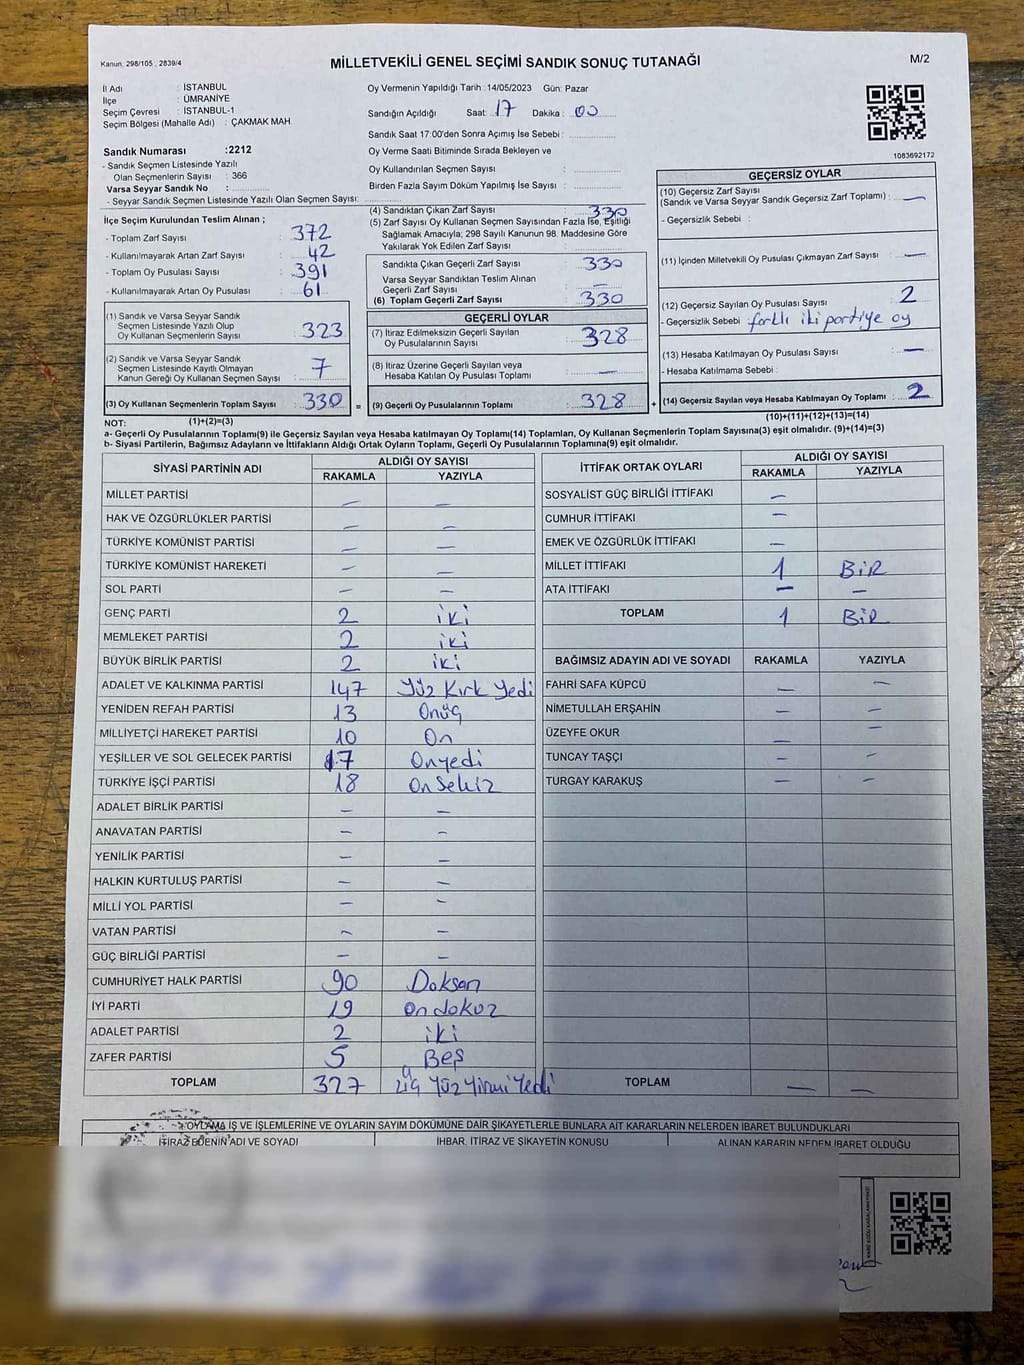 Kanun: 298/105 , 2839/4
MİLLETVEKİLİ GENEL SEÇİMİ SANDIK SONUÇ TUTANAĞI
M/2
İl Adı : İSTANBUL
İlçe : ÜMRANİYE
Seçim Çevresi : İSTANBUL-1
Seçim Bölgesi (Mahalle Adı) : ÇAKMAK MAH.
Oy Vermenin Yapıldığı Tarih : 14/05/2023 Gün: Pazar
Sandığın Açıldığı Saat: 17 Dakika : 00
Sandık Saat 17:00'den Sonra Açımış İse Sebebi :
Oy Verme Saati Bitiminde Sırada Bekleyen ve
Oy Kullandırılan Seçmen Sayısı :
Birden Fazla Sayım Döküm Yapılmış İse Sayısı :
1083692172
Sandık Numarası :2212
- Sandık Seçmen Listesinde Yazılı
Olan Seçmenlerin Sayısı : 366
Varsa Seyyar Sandık No :
- Seyyar Sandık Seçmen Listesinde Yazılı Olan Seçmen Sayısı:
İlçe Seçim Kurulundan Teslim Alınan ;
- Toplam Zarf Sayısı : 372
- Kullanılmayarak Artan Zarf Sayısı : 42
- Toplam Oy Pusulası Sayısı : 391
- Kullanılmayarak Artan Oy Pusulası : 61
(1) Sandık ve Varsa Seyyar Sandık
Seçmen Listesinde Yazılı Olup
Oy Kullanan Seçmenlerin Sayısı : 323
(2) Sandık ve Varsa Seyyar Sandık
Seçmen Listesinde Kayıtlı Olmayan
Kanun Gereği Oy Kullanan Seçmen Sayısı : 7
(3) Oy Kullanan Seçmenlerin Toplam Sayısı : 330 =
(4) Sandıktan Çıkan Zarf Sayısı : 330
(5) Zarf Sayısı Oy Kullanan Seçmen Sayısından Fazla İse, Eşitliği
Sağlamak Amacıyla; 298 Sayılı Kanunun 98. Maddesine Göre
Yakılarak Yok Edilen Zarf Sayısı :
Sandıkta Çıkan Geçerli Zarf Sayısı : 330
Varsa Seyyar Sandıktan Teslim Alınan
Geçerli Zarf Sayısı : —
(6) Toplam Geçerli Zarf Sayısı : 330
GEÇERLİ OYLAR
(7) İtiraz Edilmeksizin Geçerli Sayılan
Oy Pusulalarının Sayısı : 328
(8) İtiraz Üzerine Geçerli Sayılan veya
Hesaba Katılan Oy Pusulası Toplamı : —
(9) Geçerli Oy Pusulalarının Toplamı : 328 +
GEÇERSİZ OYLAR
(10) Geçersiz Zarf Sayısı
(Sandık ve Varsa Seyyar Sandık Geçersiz Zarf Toplamı) : —
- Geçersizlik Sebebi :
(11) İçinden Milletvekili Oy Pusulası Çıkmayan Zarf Sayısı : —
(12) Geçersiz Sayılan Oy Pusulası Sayısı : 2
- Geçersizlik Sebebi : farklı iki partiye oy
(13) Hesaba Katılmayan Oy Pusulası Sayısı : —
- Hesaba Katılmama Sebebi :
(14) Geçersiz Sayılan veya Hesaba Katılmayan Oy Toplamı : 2
NOT: (1)+(2)=(3) (10)+(11)+(12)+(13)=(14)
a- Geçerli Oy Pusulalarının Toplamı(9) ile Geçersiz Sayılan veya Hesaba katılmayan Oy Toplamı(14) Toplamları, Oy Kullanan Seçmenlerin Toplam Sayısına(3) eşit olmalıdır. (9)+(14)=(3)
b- Siyasi Partilerin, Bağımsız Adayların ve İttifakların Aldığı Ortak Oyların Toplamı, Geçerli Oy Pusulalarının Toplamına(9) eşit olmalıdır.
SİYASİ PARTİNİN ADI ALDIĞI OY SAYISI
RAKAMLA YAZIYLA
MİLLET PARTİSİ — —
HAK VE ÖZGÜRLÜKLER PARTİSİ — —
TÜRKİYE KOMÜNİST PARTİSİ — —
TÜRKİYE KOMÜNİST HAREKETİ — —
SOL PARTİ — —
GENÇ PARTİ 2 iki
MEMLEKET PARTİSİ 2 iki
BÜYÜK BİRLİK PARTİSİ 2 iki
ADALET VE KALKINMA PARTİSİ 147 Yüz Kırk Yedi
YENİDEN REFAH PARTİSİ 13 Onüç
MİLLİYETÇİ HAREKET PARTİSİ 10 On
YEŞİLLER VE SOL GELECEK PARTİSİ 17 Onyedi
TÜRKİYE İŞÇİ PARTİSİ 18 OnSekiz
ADALET BİRLİK PARTİSİ — —
ANAVATAN PARTİSİ — —
YENİLİK PARTİSİ — —
HALKIN KURTULUŞ PARTİSİ — —
MİLLİ YOL PARTİSİ — —
VATAN PARTİSİ — —
GÜÇ BİRLİĞİ PARTİSİ — —
CUMHURİYET HALK PARTİSİ 90 Doksan
İYİ PARTİ 19 Ondokuz
ADALET PARTİSİ 2 iki
ZAFER PARTİSİ 5 Beş
TOPLAM 327 üç Yüz Yirmi Yedi
İTTİFAK ORTAK OYLARI ALDIĞI OY SAYISI
RAKAMLA YAZIYLA
SOSYALİST GÜÇ BİRLİĞİ İTTİFAKI —
CUMHUR İTTİFAKI —
EMEK VE ÖZGÜRLÜK İTTİFAKI —
MİLLET İTTİFAKI 1 BİR
ATA İTTİFAKI — —
TOPLAM 1 BİR
BAĞIMSIZ ADAYIN ADI VE SOYADI RAKAMLA YAZIYLA
FAHRİ SAFA KÜPCÜ — —
NİMETULLAH ERŞAHİN — —
ÜZEYFE OKUR — —
TUNCAY TAŞÇI — —
TURGAY KARAKUŞ — —
TOPLAM — —
OYLAMA İŞ VE İŞLEMLERİNE VE OYLARIN SAYIM DÖKÜMÜNE DAİR ŞİKAYETLERLE BUNLARA AİT KARARLARIN NELERDEN İBARET BULUNDUKLARI
İTİRAZ EDENİN ADI VE SOYADI İHBAR, İTİRAZ VE ŞİKAYETİN KONUSU ALINAN KARARIN NEDEN İBARET OLDUĞU